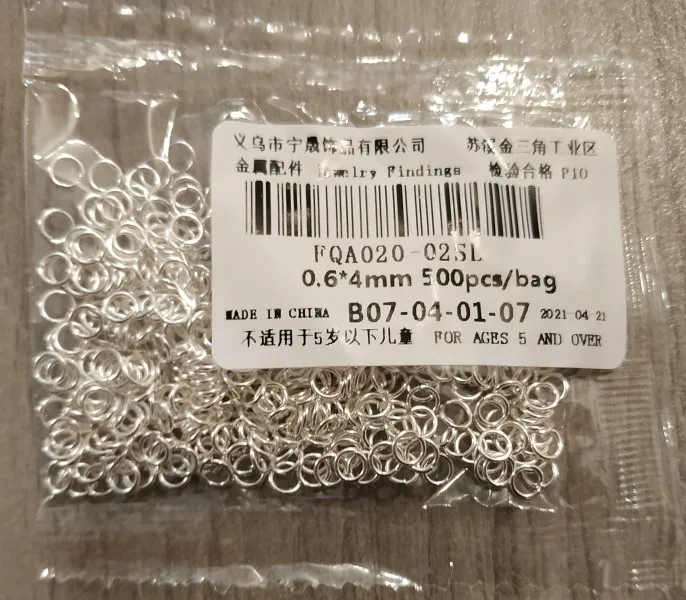 义乌市宁晟饰品有限公司 苏溪金三角工业区
金属配件 Jewelry Findings 检验合格 P10
FQA020-02SL
0.6*4mm 500pcs/bag
MADE IN CHINA B07-04-01-07 2021-04-21
不适用于5岁以下儿童 FOR AGES 5 AND OVER